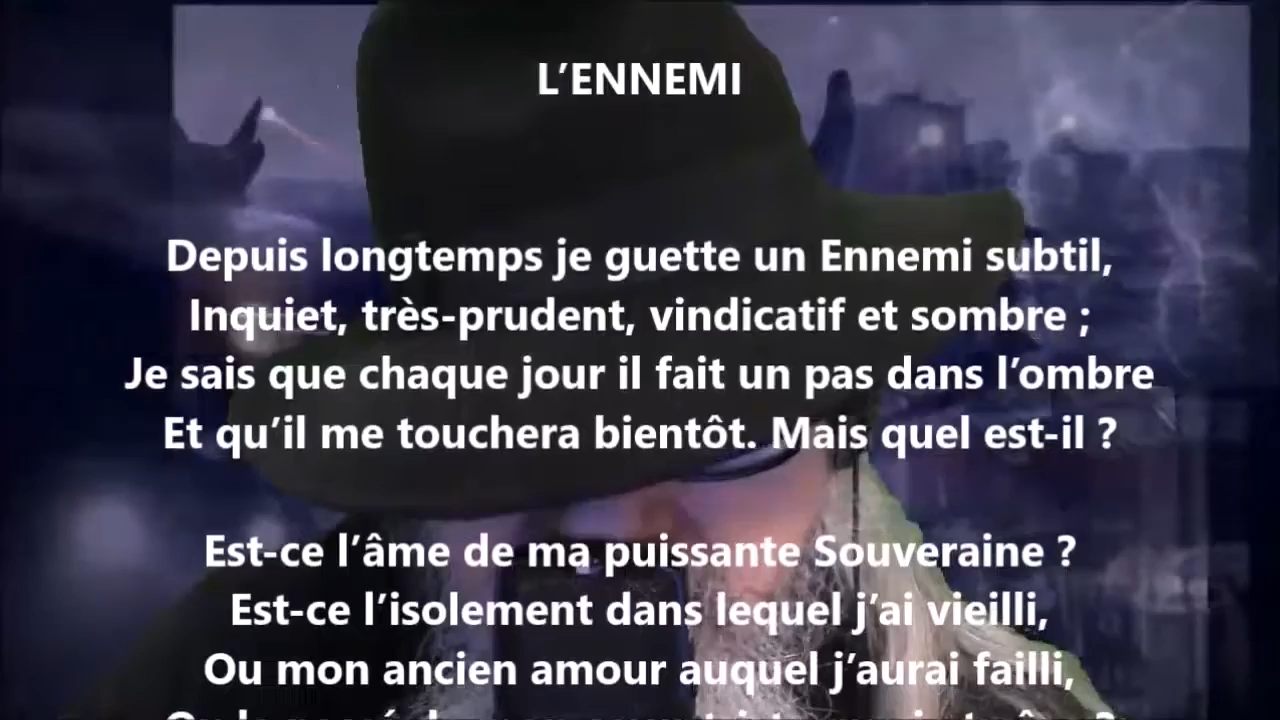 L’ENNEMI
Depuis longtemps je guette un Ennemi subtil,
Inquiet, très-prudent, vindicatif et sombre ;
Je sais que chaque jour il fait un pas dans l’ombre
Et qu’il me touchera bientôt. Mais quel est-il ?
Est-ce l’âme de ma puissante Souveraine ?
Est-ce l’isolement dans lequel j’ai vieilli,
Ou mon ancien amour auquel j’aurai failli,